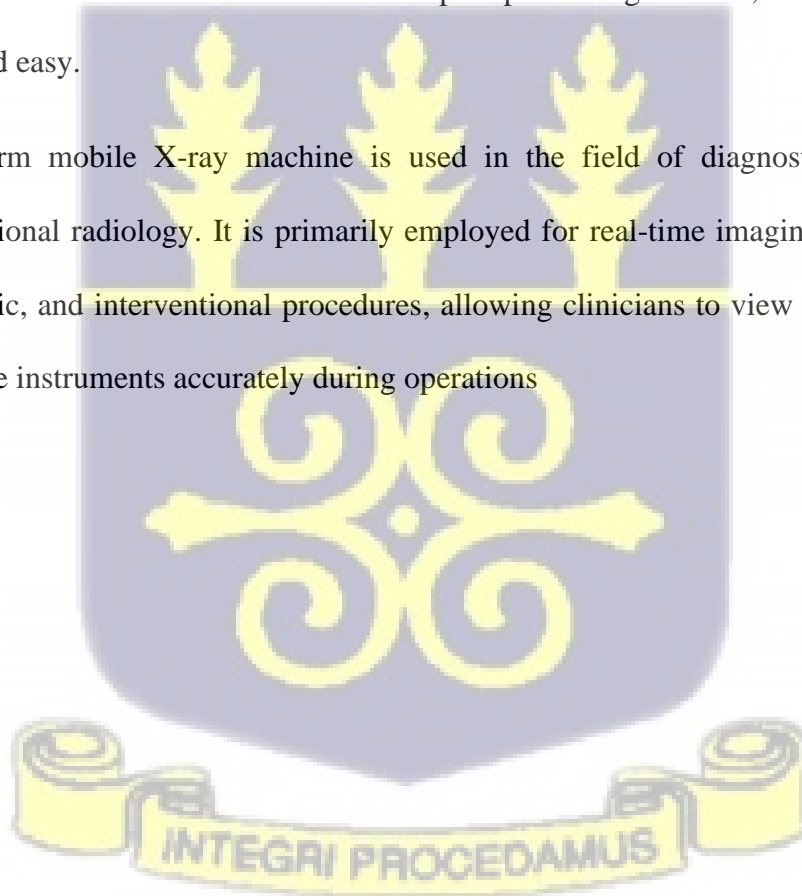 d easy.
rm mobile X-ray machine is used in the field of diagnost
ional radiology. It is primarily employed for real-time imagin
ic, and interventional procedures, allowing clinicians to view
e instruments accurately during operations
INTEGRI PROCEDAMUS